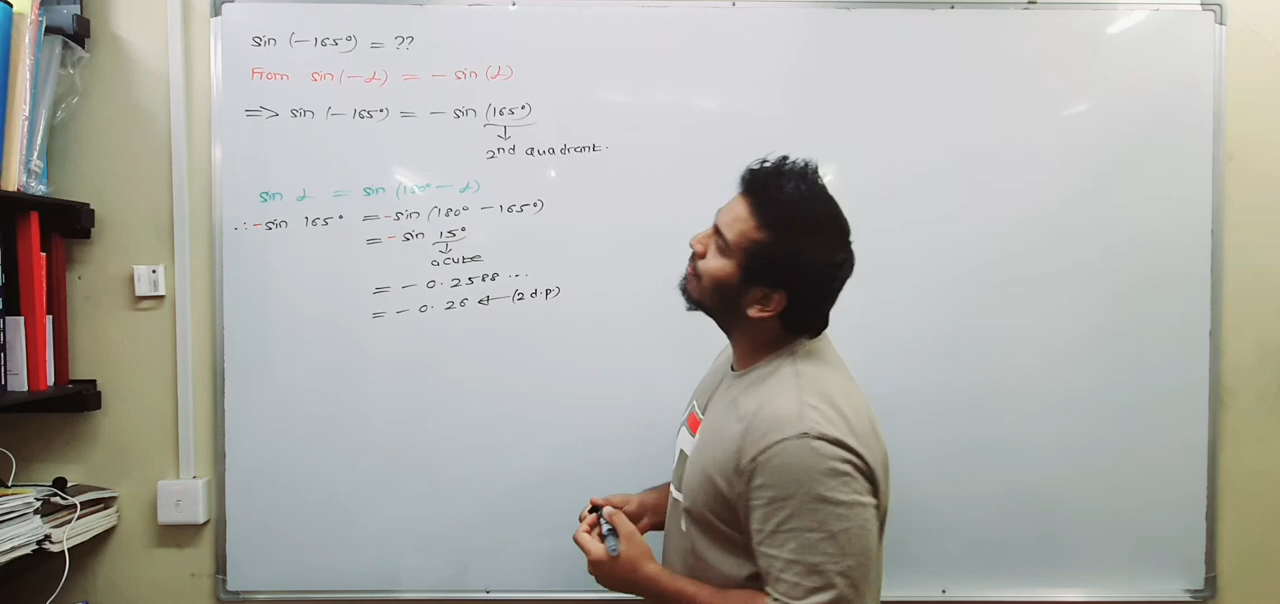 sin (-165°) = ??
From sin(-α) = - sin (α)
=> sin (-165°) = - sin (165°)
2nd quadrant.
sin α = sin (180° - α)
∴ -sin 165° = -sin (180° - 165°)
= - sin 15°
acute
= - 0.2588 ...
= - 0.26 ← (2 d.p.)